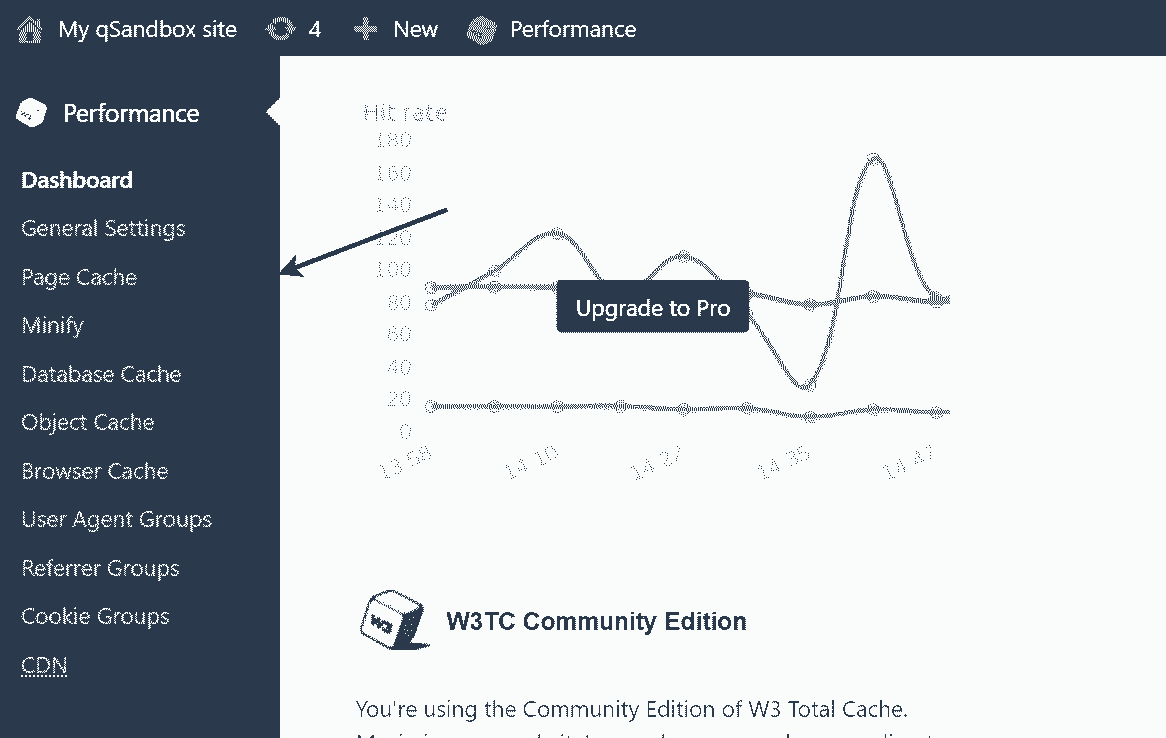 My qSandbox site 4 New Performance
Performance
Dashboard
General Settings
Page Cache
Minify
Database Cache
Object Cache
Browser Cache
User Agent Groups
Referrer Groups
Cookie Groups
CDN
Hit rate
180
160
140
120
100
80
60
40
20
0
13:58 14:10 14:27 14:35 14:47
Upgrade to Pro
W3
W3TC Community Edition
You're using the Community Edition of W3 Total Cache.